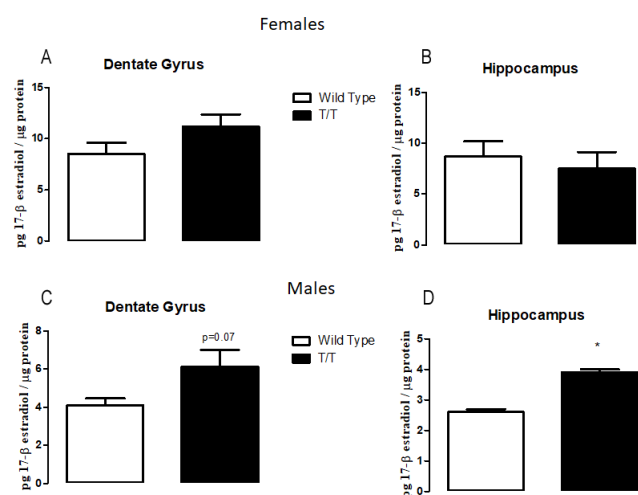 Females
A
Dentate Gyrus
15
10
5
0
pg 17-β estradiol / μg protein
Wild Type
T/T
B
Hippocampus
15
10
5
0
pg 17-β estradiol / μg protein
Males
C
Dentate Gyrus
8
6
4
2
0
pg 17-β estradiol / μg protein
p=0.07
Wild Type
T/T
D
Hippocampus
5
4
3
2
1
0
pg 17-β estradiol / μg protein
*